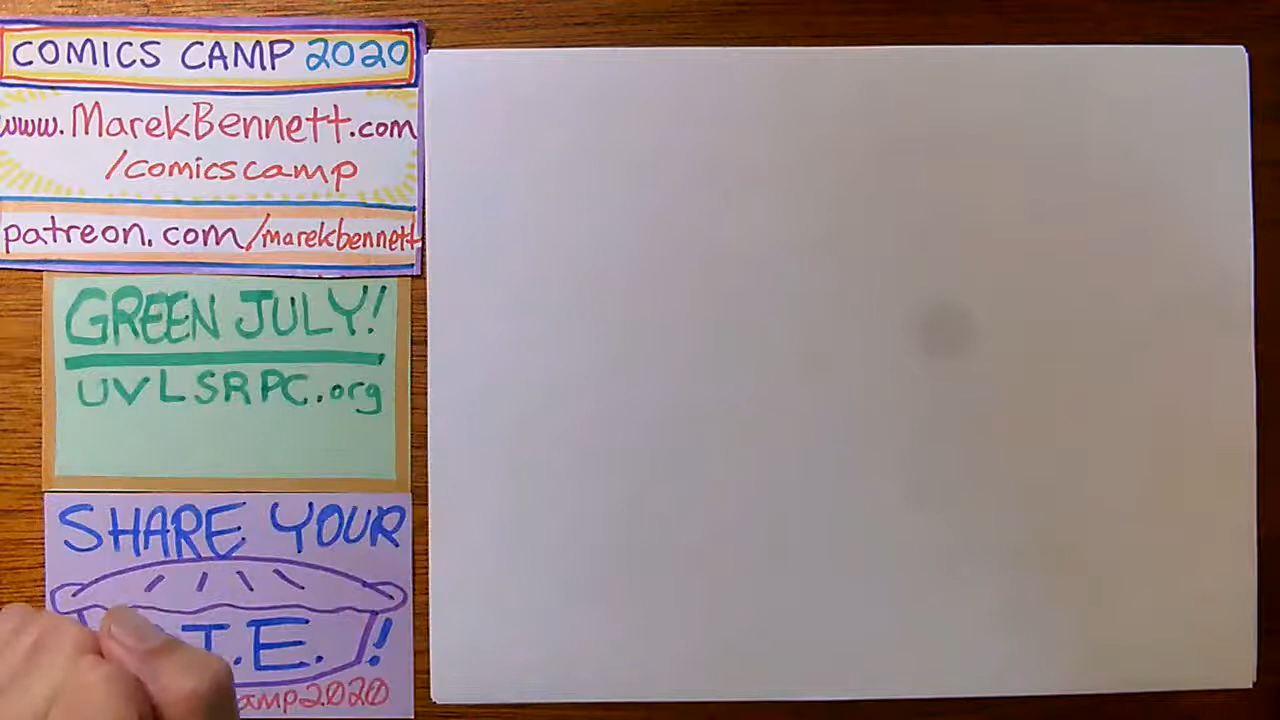 COMICS CAMP 2020
www.MarekBennett.com
/comicscamp
patreon.com/marekbennett
GREEN JULY!
UVLSRPC.org
SHARE YOUR
.I.E.!
amp2020